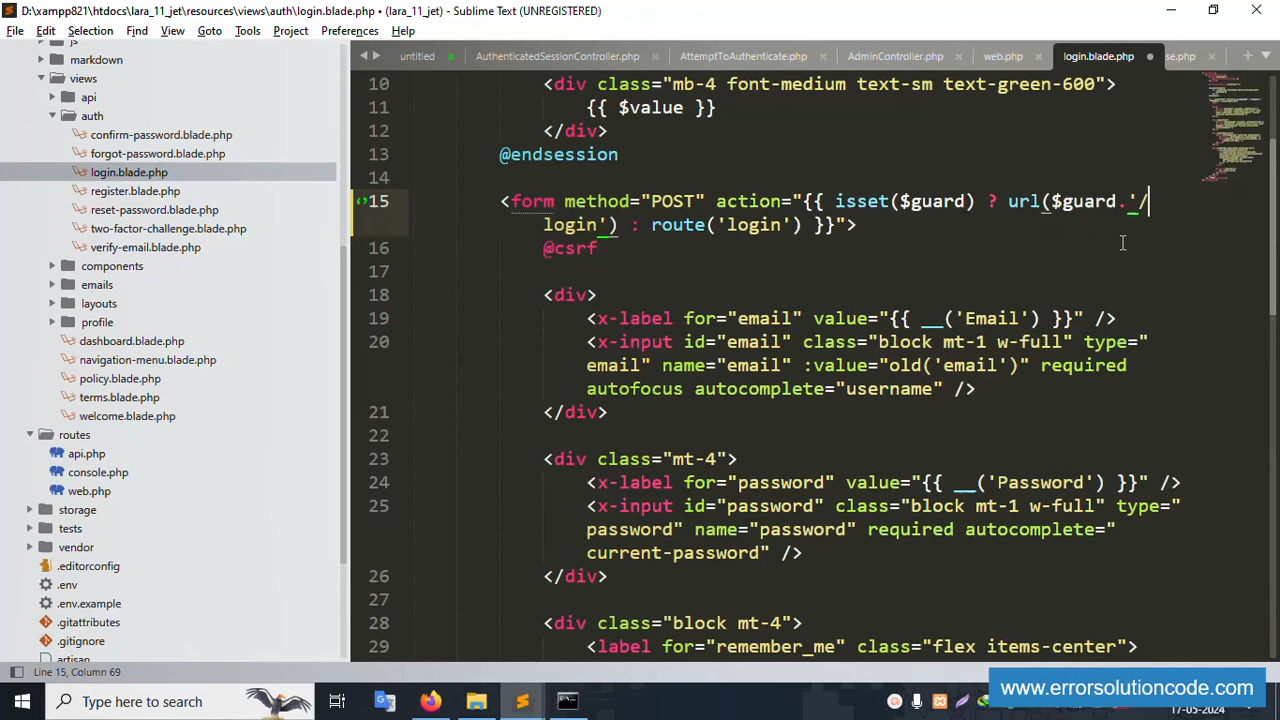 D:\xampp821\htdocs\lara_11_jet\resources\views\auth\login.blade.php • (lara_11_jet) - Sublime Text (UNREGISTERED)
File Edit Selection Find View Goto Tools Project Preferences Help
js
markdown
views
api
auth
confirm-password.blade.php
forgot-password.blade.php
login.blade.php
register.blade.php
reset-password.blade.php
two-factor-challenge.blade.php
verify-email.blade.php
components
emails
layouts
profile
dashboard.blade.php
navigation-menu.blade.php
policy.blade.php
terms.blade.php
welcome.blade.php
routes
api.php
console.php
web.php
storage
tests
vendor
.editorconfig
.env
.env.example
.gitattributes
.gitignore
artisan
untitled AuthenticatedSessionController.php AttemptToAuthenticate.php AdminController.php web.php login.blade.php se.php
10 <div class="mb-4 font-medium text-sm text-green-600">
11 {{ $value }}
12 </div>
13 @endsession
14
15 <form method="POST" action="{{ isset($guard) ? url($guard.'/
login') : route('login') }}">
16 @csrf
17
18 <div>
19 <x-label for="email" value="{{ __('Email') }}" />
20 <x-input id="email" class="block mt-1 w-full" type="
email" name="email" :value="old('email')" required
autofocus autocomplete="username" />
21 </div>
22
23 <div class="mt-4">
24 <x-label for="password" value="{{ __('Password') }}" />
25 <x-input id="password" class="block mt-1 w-full" type="
password" name="password" required autocomplete="
current-password" />
26 </div>
27
28 <div class="block mt-4">
29 <label for="remember_me" class="flex items-center">
Line 15, Column 69
www.errorsolutioncode.com
Type here to search
17-05-2024